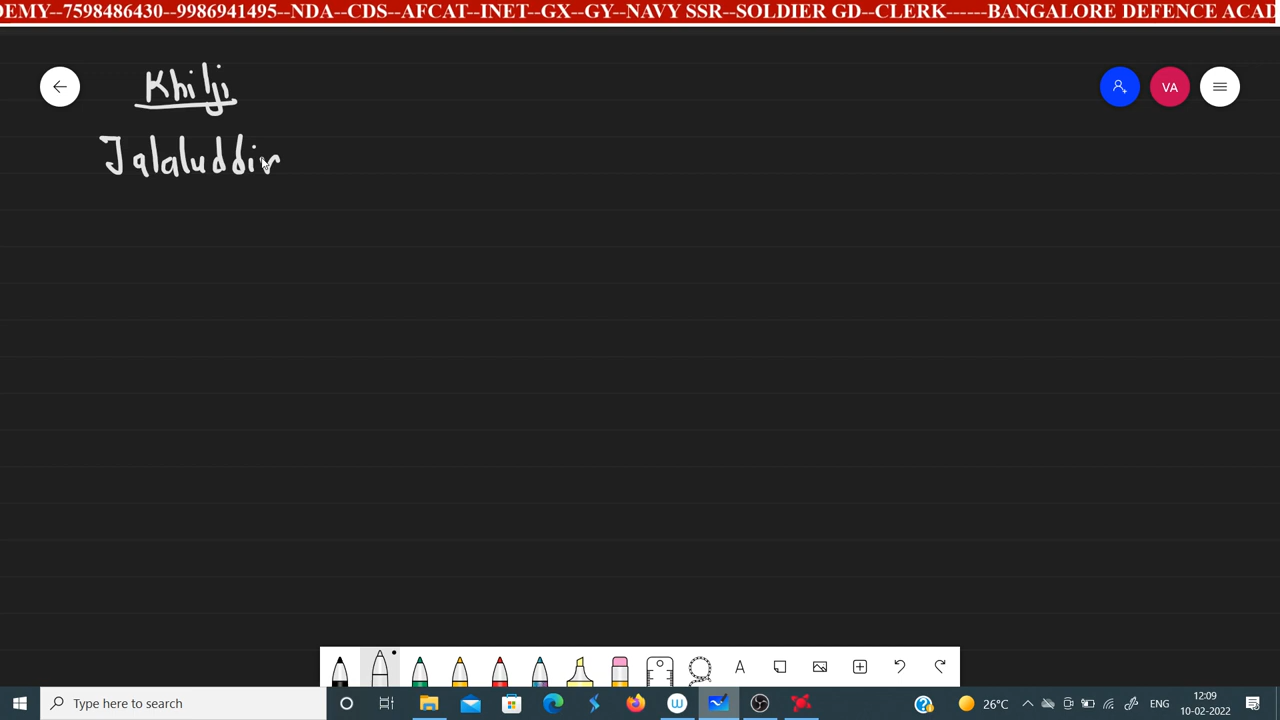 DEMY--7598486430--9986941495--NDA--CDS--AFCAT--INET--GX--GY--NAVY SSR--SOLDIER GD--CLERK------BANGALORE DEFENCE ACAD
Khilji
VA
Jalaluddin
A
Type here to search
26°C
ENG
12:09
10-02-2022